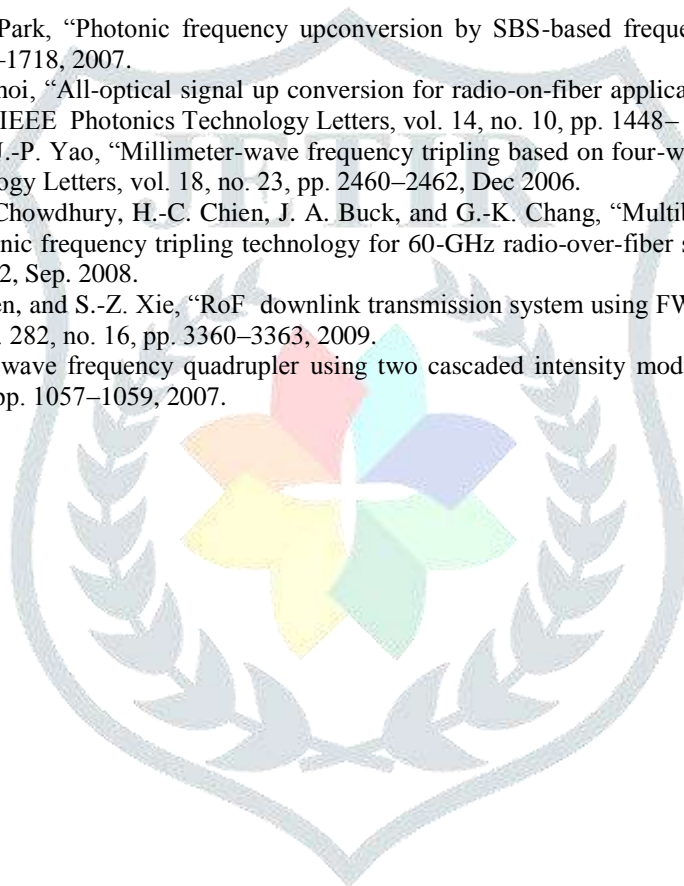 Park, “Photonic frequency upconversion by SBS-based freque
–1718, 2007.
hoi, “All-optical signal up conversion for radio-on-fiber applica
IEEE Photonics Technology Letters, vol. 14, no. 10, pp. 1448–
J.-P. Yao, “Millimeter-wave frequency tripling based on four-w
ogy Letters, vol. 18, no. 23, pp. 2460–2462, Dec 2006.
Chowdhury, H.-C. Chien, J. A. Buck, and G.-K. Chang, “Multib
nic frequency tripling technology for 60-GHz radio-over-fiber s
2, Sep. 2008.
en, and S.-Z. Xie, “RoF downlink transmission system using FW
. 282, no. 16, pp. 3360–3363, 2009.
wave frequency quadrupler using two cascaded intensity mod
pp. 1057–1059, 2007.
JETIR